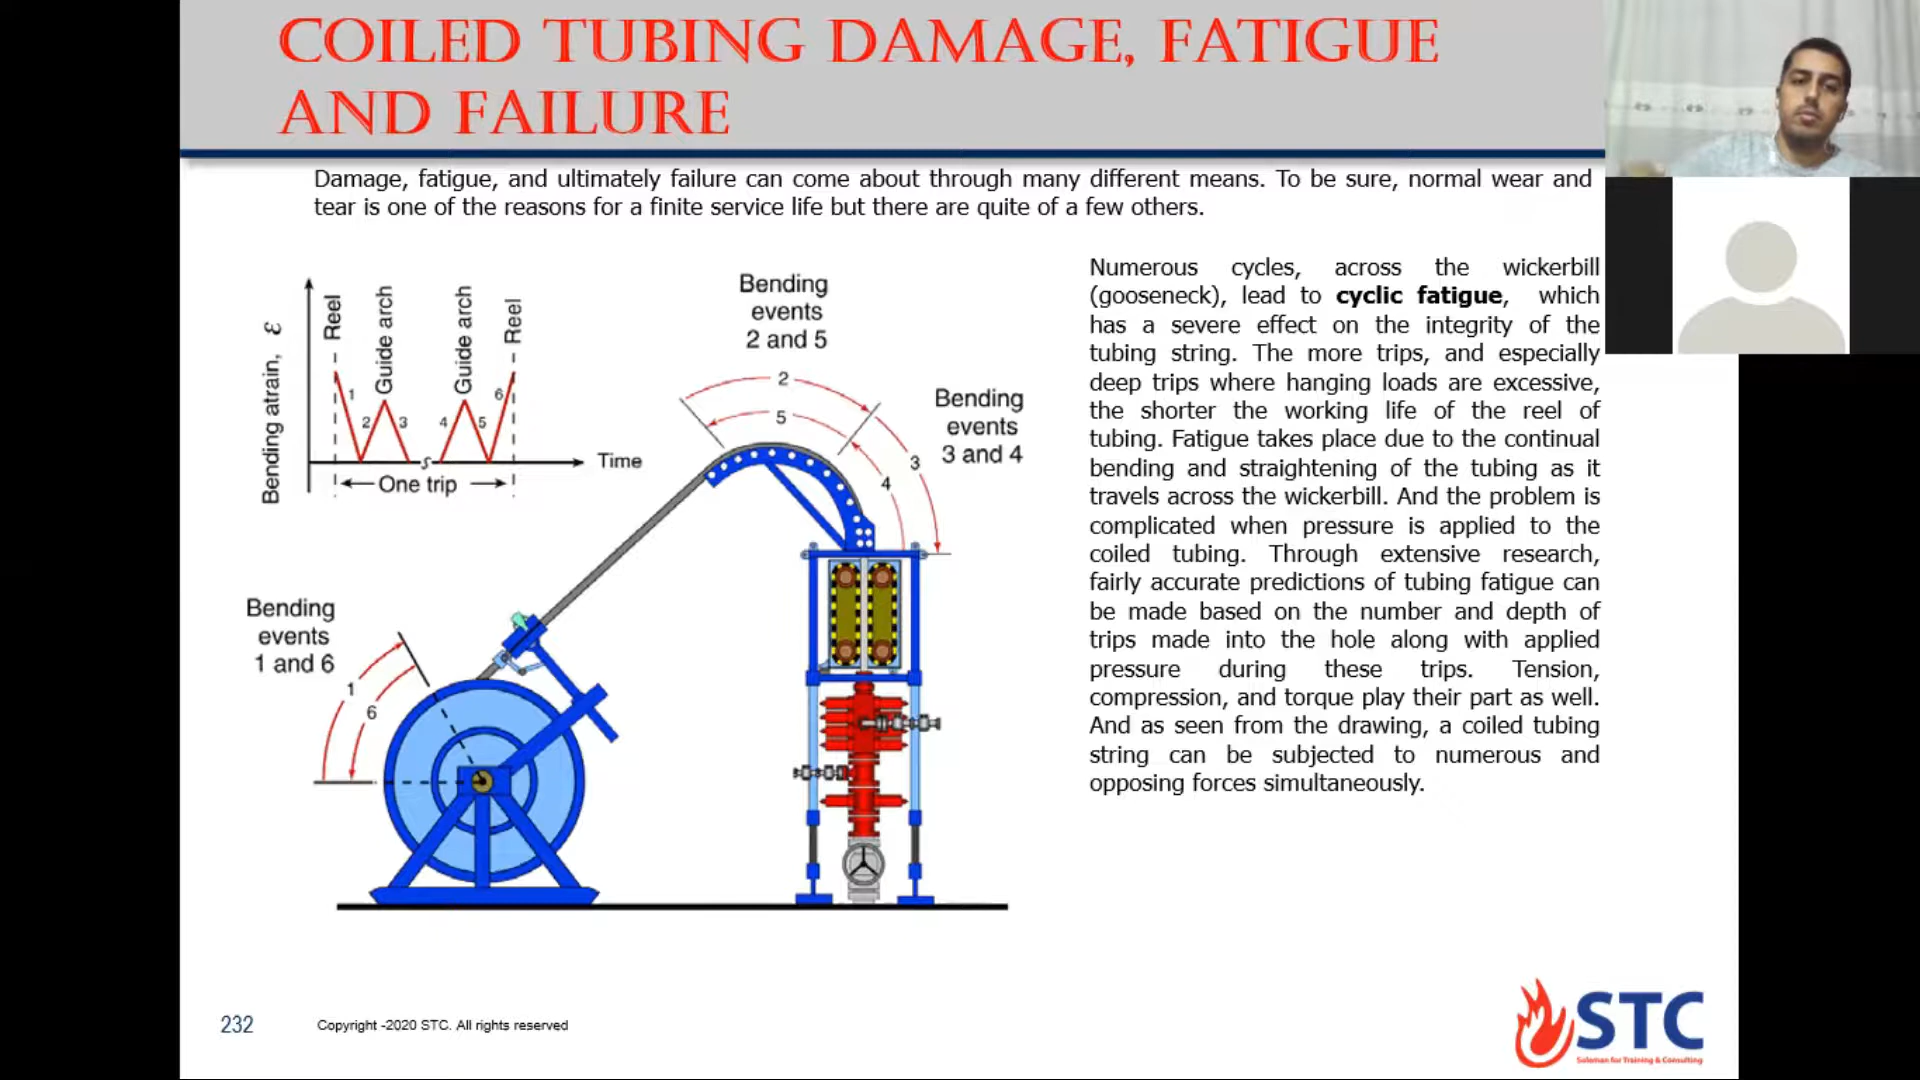 COILED TUBING DAMAGE, FATIGUE
AND FAILURE
Damage, fatigue, and ultimately failure can come about through many different means. To be sure, normal wear and
tear is one of the reasons for a finite service life but there are quite of a few others.
Bending atrain, ε
Reel
Guide arch
Guide arch
Reel
1
2
3
4
5
6
s
Time
One trip
Bending
events
2 and 5
2
5
Bending
events
3 and 4
3
4
Bending
events
1 and 6
1
6
Numerous cycles, across the wickerbill
(gooseneck), lead to cyclic fatigue, which
has a severe effect on the integrity of the
tubing string. The more trips, and especially
deep trips where hanging loads are excessive,
the shorter the working life of the reel of
tubing. Fatigue takes place due to the continual
bending and straightening of the tubing as it
travels across the wickerbill. And the problem is
complicated when pressure is applied to the
coiled tubing. Through extensive research,
fairly accurate predictions of tubing fatigue can
be made based on the number and depth of
trips made into the hole along with applied
pressure during these trips. Tension,
compression, and torque play their part as well.
And as seen from the drawing, a coiled tubing
string can be subjected to numerous and
opposing forces simultaneously.
232
Copyright -2020 STC. All rights reserved
STC
Soleman for Training & Consulting